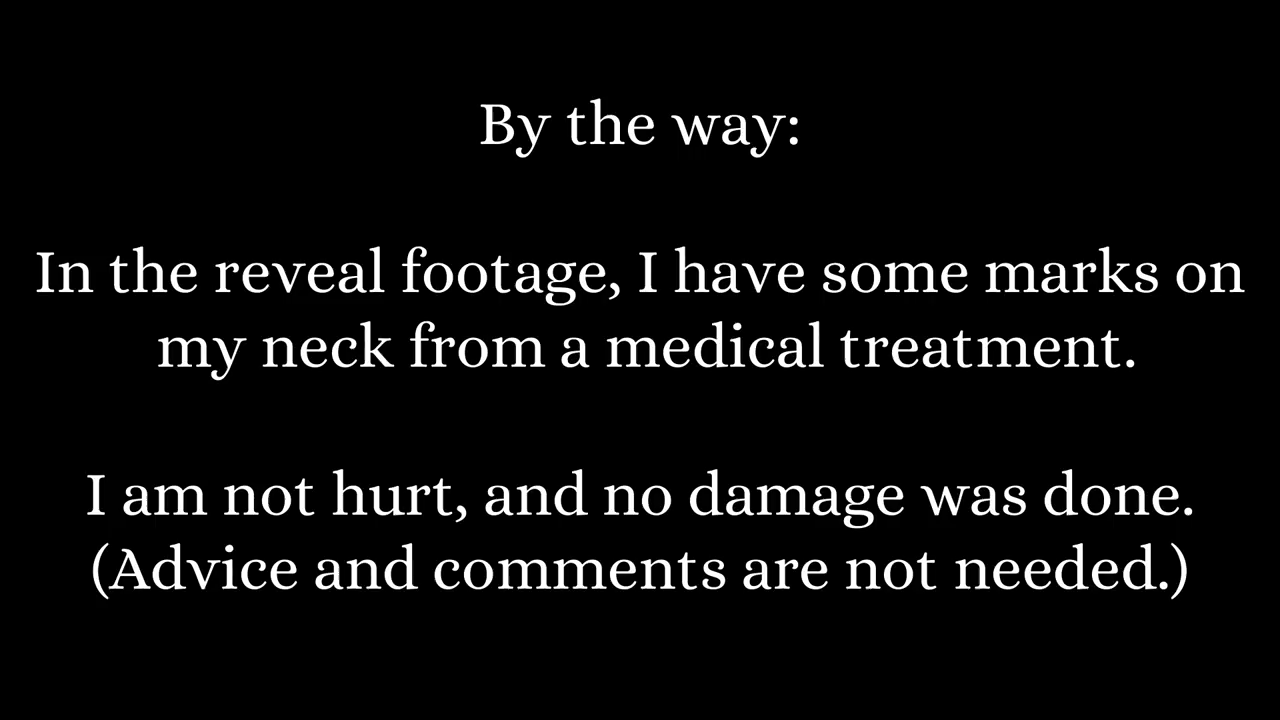 By the way:
In the reveal footage, I have some marks on
my neck from a medical treatment.
I am not hurt, and no damage was done.
(Advice and comments are not needed.)